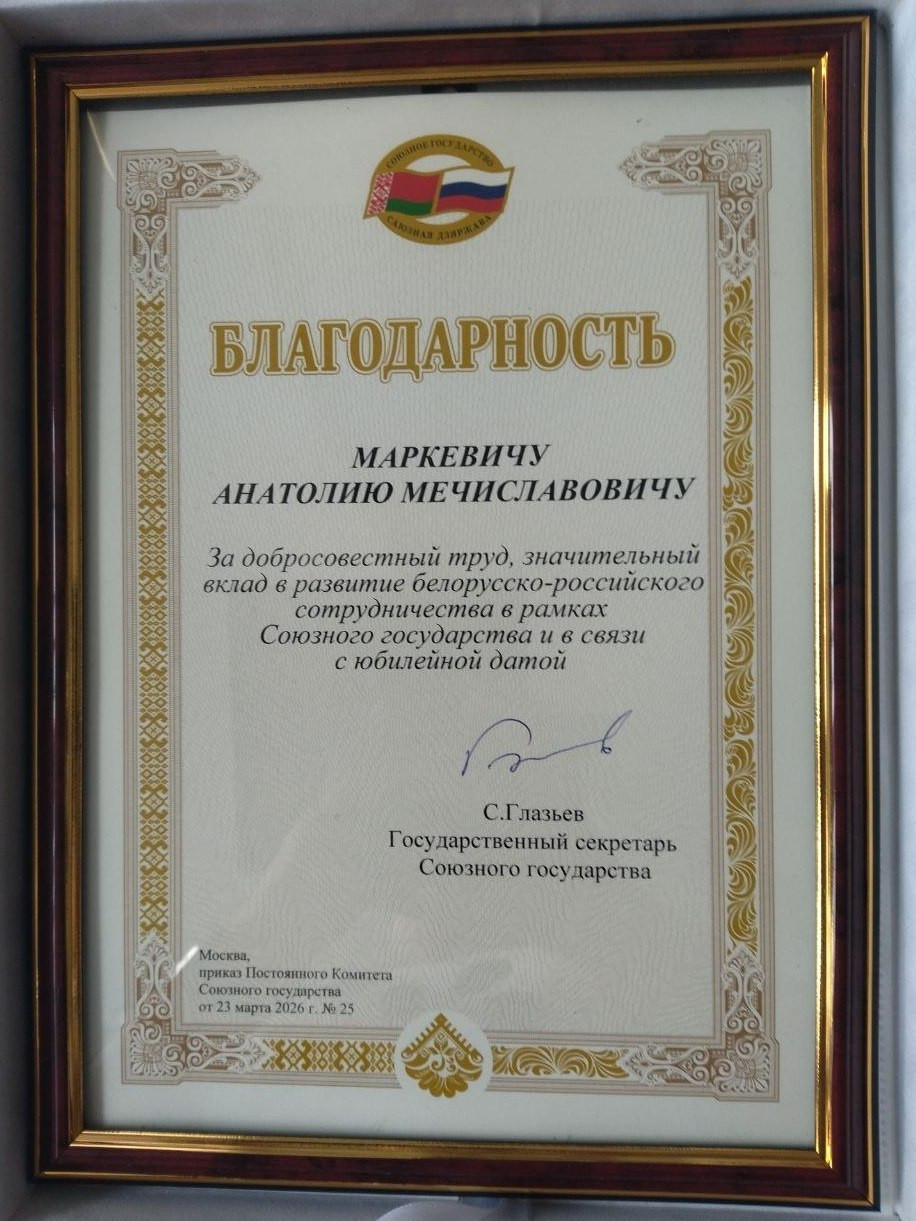 СОЮЗНОЕ ГОСУДАРСТВО
САЮЗНАЯ ДЗЯРЖАВА
БЛАГОДАРНОСТЬ
МАРКЕВИЧУ
АНАТОЛИЮ МЕЧИСЛАВОВИЧУ
За добросовестный труд, значительный
вклад в развитие белорусско-российского
сотрудничества в рамках
Союзного государства и в связи
с юбилейной датой
С.Глазьев
Государственный секретарь
Союзного государства
Москва,
приказ Постоянного Комитета
Союзного государства
от 23 марта 2026 г. № 25